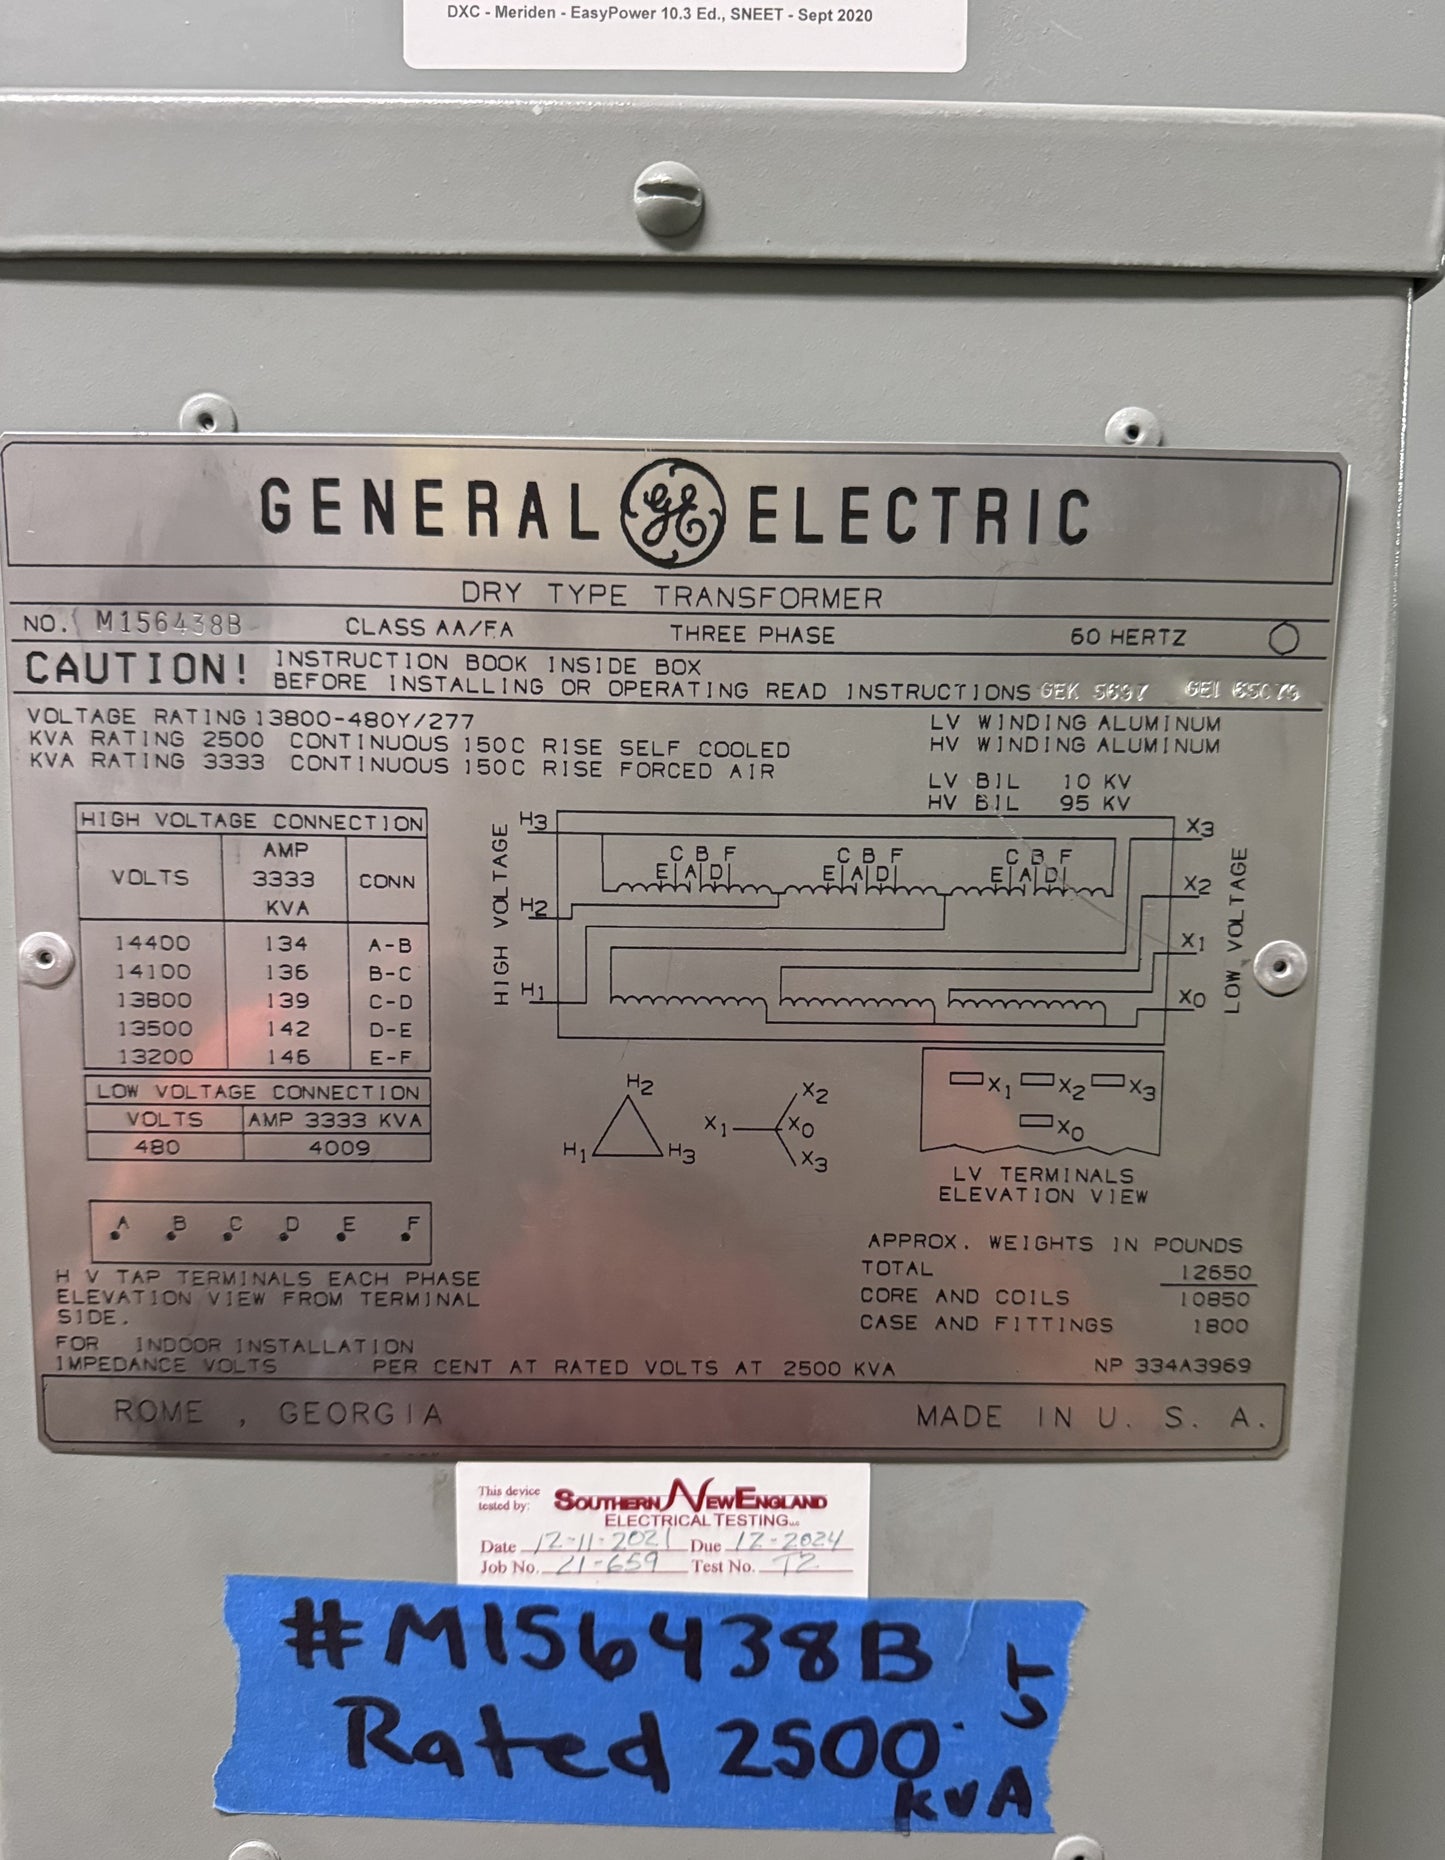 DXC - Meriden - EasyPower 10.3 Ed., SNEET - Sept 2020
GENERAL GE ELECTRIC
DRY TYPE TRANSFORMER
NO. M156438B CLASS AA/FA THREE PHASE 60 HERTZ
CAUTION! INSTRUCTION BOOK INSIDE BOX
BEFORE INSTALLING OR OPERATING READ INSTRUCTIONS GEK 5697 GEI 65079
VOLTAGE RATING 13800-480Y/277
KVA RATING 2500 CONTINUOUS 150C RISE SELF COOLED
KVA RATING 3333 CONTINUOUS 150C RISE FORCED AIR
LV WINDING ALUMINUM
HV WINDING ALUMINUM
LV BIL 10 KV
HV BIL 95 KV
HIGH VOLTAGE CONNECTION
VOLTS AMP 3333 KVA CONN
14400 134 A-B
14100 136 B-C
13800 139 C-D
13500 142 D-E
13200 146 E-F
LOW VOLTAGE CONNECTION
VOLTS AMP 3333 KVA
480 4009
HIGH VOLTAGE
H3
H2
H1
C B F C B F C B F
E A D E A D E A D
X3
X2
X1
X0
LOW VOLTAGE
H2
H1 H3
X2
X1 X0
X3
X1 X2 X3
X0
LV TERMINALS
ELEVATION VIEW
A B C D E F
H V TAP TERMINALS EACH PHASE
ELEVATION VIEW FROM TERMINAL
SIDE.
FOR INDOOR INSTALLATION
IMPEDANCE VOLTS PER CENT AT RATED VOLTS AT 2500 KVA
APPROX. WEIGHTS IN POUNDS
TOTAL 12650
CORE AND COILS 10850
CASE AND FITTINGS 1800
NP 334A3969
ROME, GEORGIA MADE IN U. S. A.
This device
tested by: SOUTHERN NEW ENGLAND
ELECTRICAL TESTING LLC
Date 12-11-2021 Due 12-2024
Job No. 21-659 Test No. T2
#M156438B
Rated 2500
KVA